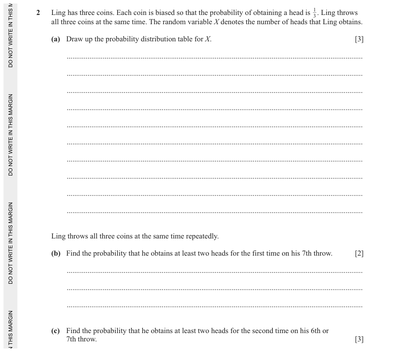 DO NOT WRITE IN THIS M
DO NOT WRITE IN THIS MARGIN
DO NOT WRITE IN THIS MARGIN
N THIS MARGIN
2 Ling has three coins. Each coin is biased so that the probability of obtaining a head is 1/3. Ling throws
all three coins at the same time. The random variable X denotes the number of heads that Ling obtains.
(a) Draw up the probability distribution table for X. [3]
Ling throws all three coins at the same time repeatedly.
(b) Find the probability that he obtains at least two heads for the first time on his 7th throw. [2]
(c) Find the probability that he obtains at least two heads for the second time on his 6th or
7th throw. [3]